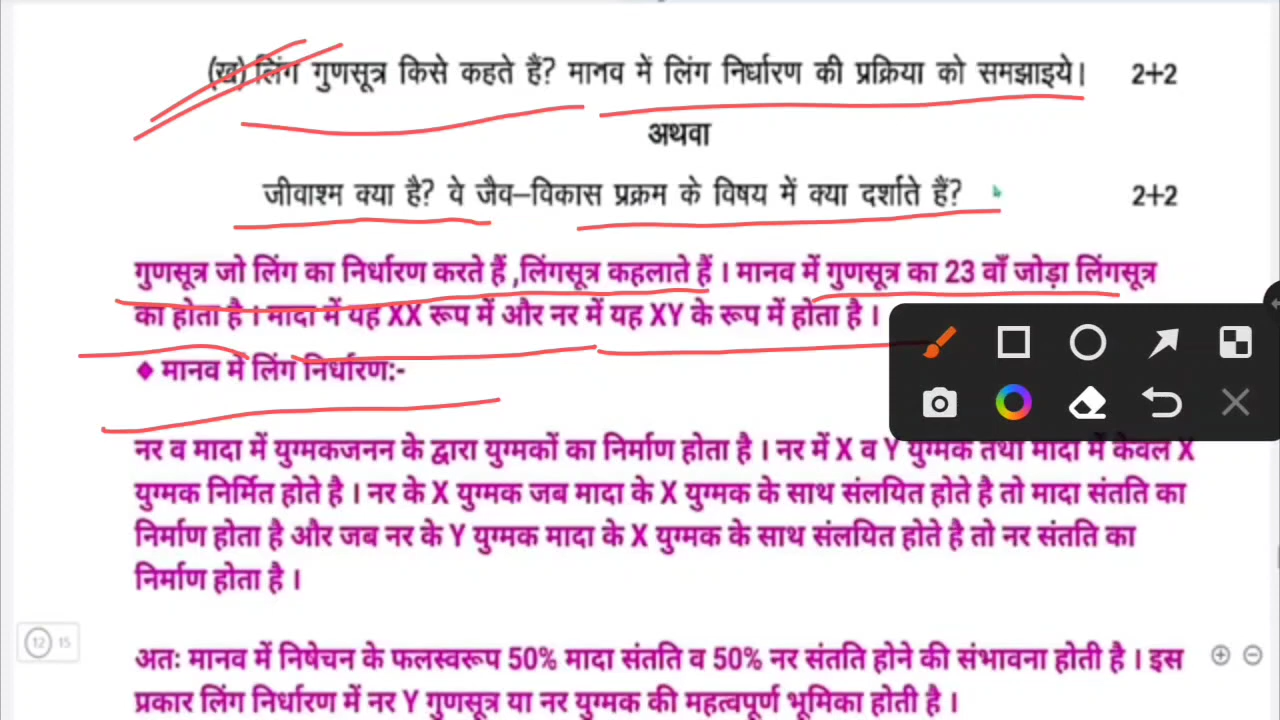 (ख) लिंग गुणसूत्र किसे कहते हैं? मानव में लिंग निर्धारण की प्रक्रिया को समझाइये। 2+2
अथवा
जीवाश्म क्या है? वे जैव–विकास प्रक्रम के विषय में क्या दर्शाते हैं? 2+2
गुणसूत्र जो लिंग का निर्धारण करते हैं ,लिंगसूत्र कहलाते हैं । मानव में गुणसूत्र का 23 वाँ जोड़ा लिंगसूत्र
का होता है । मादा में यह XX रूप में और नर में यह XY के रूप में होता है ।
♦ मानव में लिंग निर्धारण:-
नर व मादा में युग्मकजनन के द्वारा युग्मकों का निर्माण होता है । नर में X व Y युग्मक तथा मादा में केवल X
युग्मक निर्मित होते है । नर के X युग्मक जब मादा के X युग्मक के साथ संलयित होते है तो मादा संतति का
निर्माण होता है और जब नर के Y युग्मक मादा के X युग्मक के साथ संलयित होते है तो नर संतति का
निर्माण होता है ।
12 15
अतः मानव में निषेचन के फलस्वरूप 50% मादा संतति व 50% नर संतति होने की संभावना होती है । इस
प्रकार लिंग निर्धारण में नर Y गुणसूत्र या नर युग्मक की महत्वपूर्ण भूमिका होती है ।